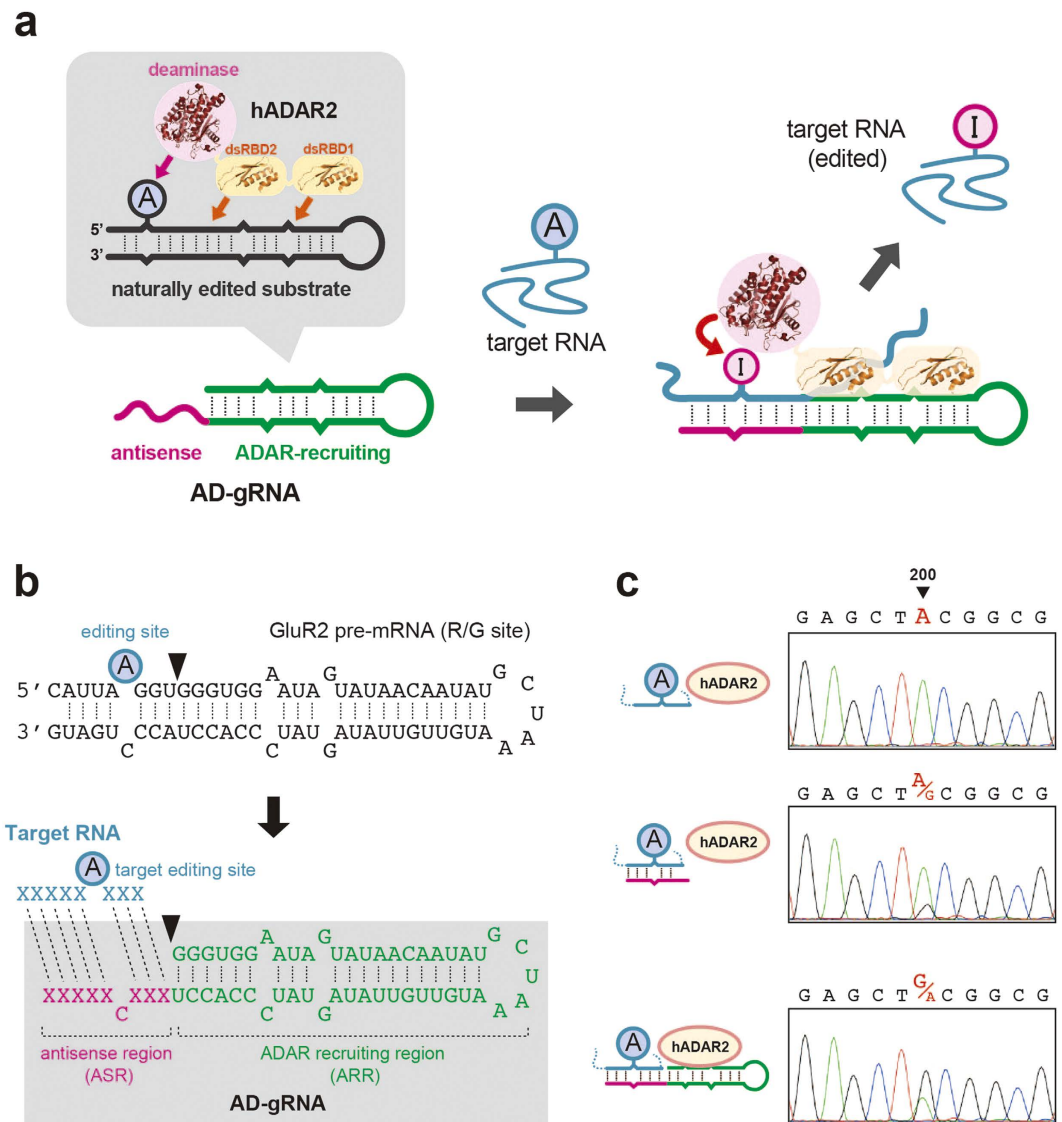 a
deaminase
hADAR2
dsRBD2
dsRBD1
A
5'
3'
naturally edited substrate
antisense
ADAR-recruiting
AD-gRNA
A
target RNA
target RNA
(edited)
I
I
b
editing site
GluR2 pre-mRNA (R/G site)
A
5' CAUUA GGUGGGUGG A AUA G UAUAACAAUAU G C U A A
3' GUAGU C CCAUCCACC C UAU G AUAUUGUUGUA
Target RNA
A
target editing site
XXXXX XXX
GGGUGG A AUA G UAUAACAAUAU G C U A A
XXXXX C XXX UCCACC C UAU G AUAUUGUUGUA
antisense region
(ASR)
ADAR recruiting region
(ARR)
AD-gRNA
c
200
G A G C T A C G G C G
A
hADAR2
G A G C T A/G C G G C G
A
hADAR2
G A G C T G/A C G G C G
A
hADAR2